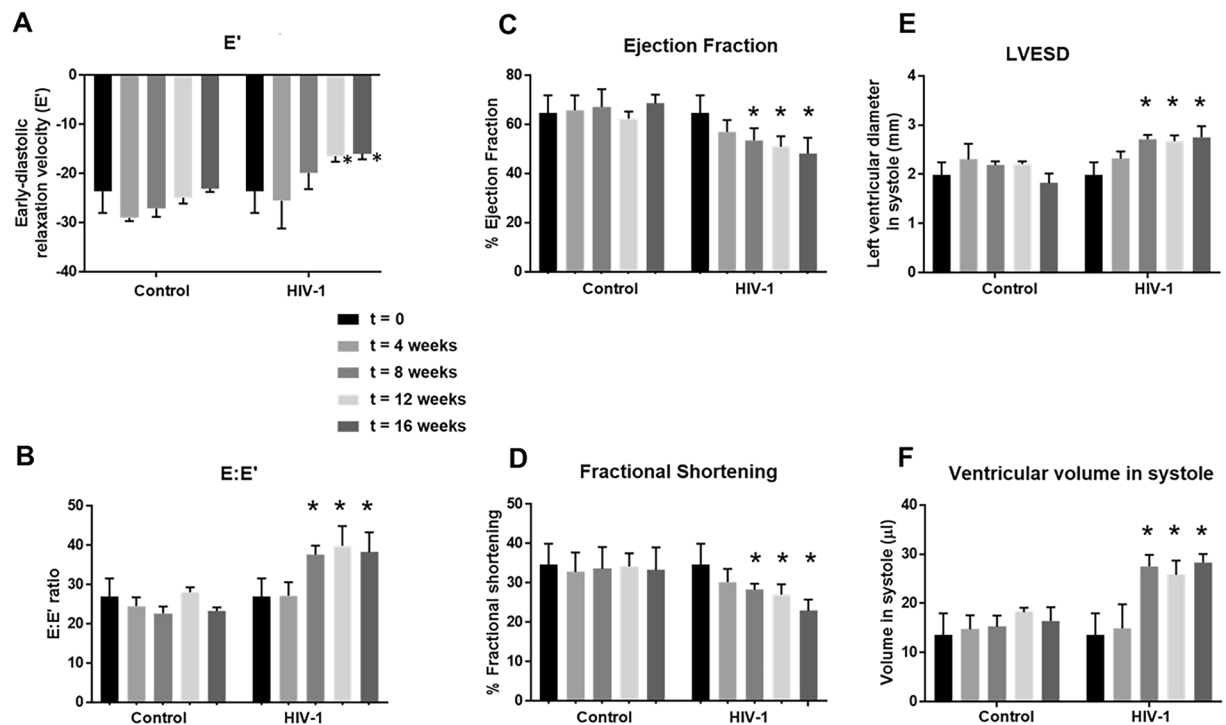 A
E'
0
-10
-20
-30
-40
Early-diastolic
relaxation velocity (E')
*
*
Control
HIV-1
t = 0
t = 4 weeks
t = 8 weeks
t = 12 weeks
t = 16 weeks
B
E:E'
50
40
30
20
10
0
E:E' ratio
* * *
Control
HIV-1
C
Ejection Fraction
80
60
40
20
0
% Ejection Fraction
* * *
Control
HIV-1
D
Fractional Shortening
50
40
30
20
10
0
% Fractional shortening
* * *
Control
HIV-1
E
LVESD
4
3
2
1
0
Left ventricular diameter
in systole (mm)
* * *
Control
HIV-1
F
Ventricular volume in systole
40
30
20
10
0
Volume in systole (µl)
* * *
Control
HIV-1